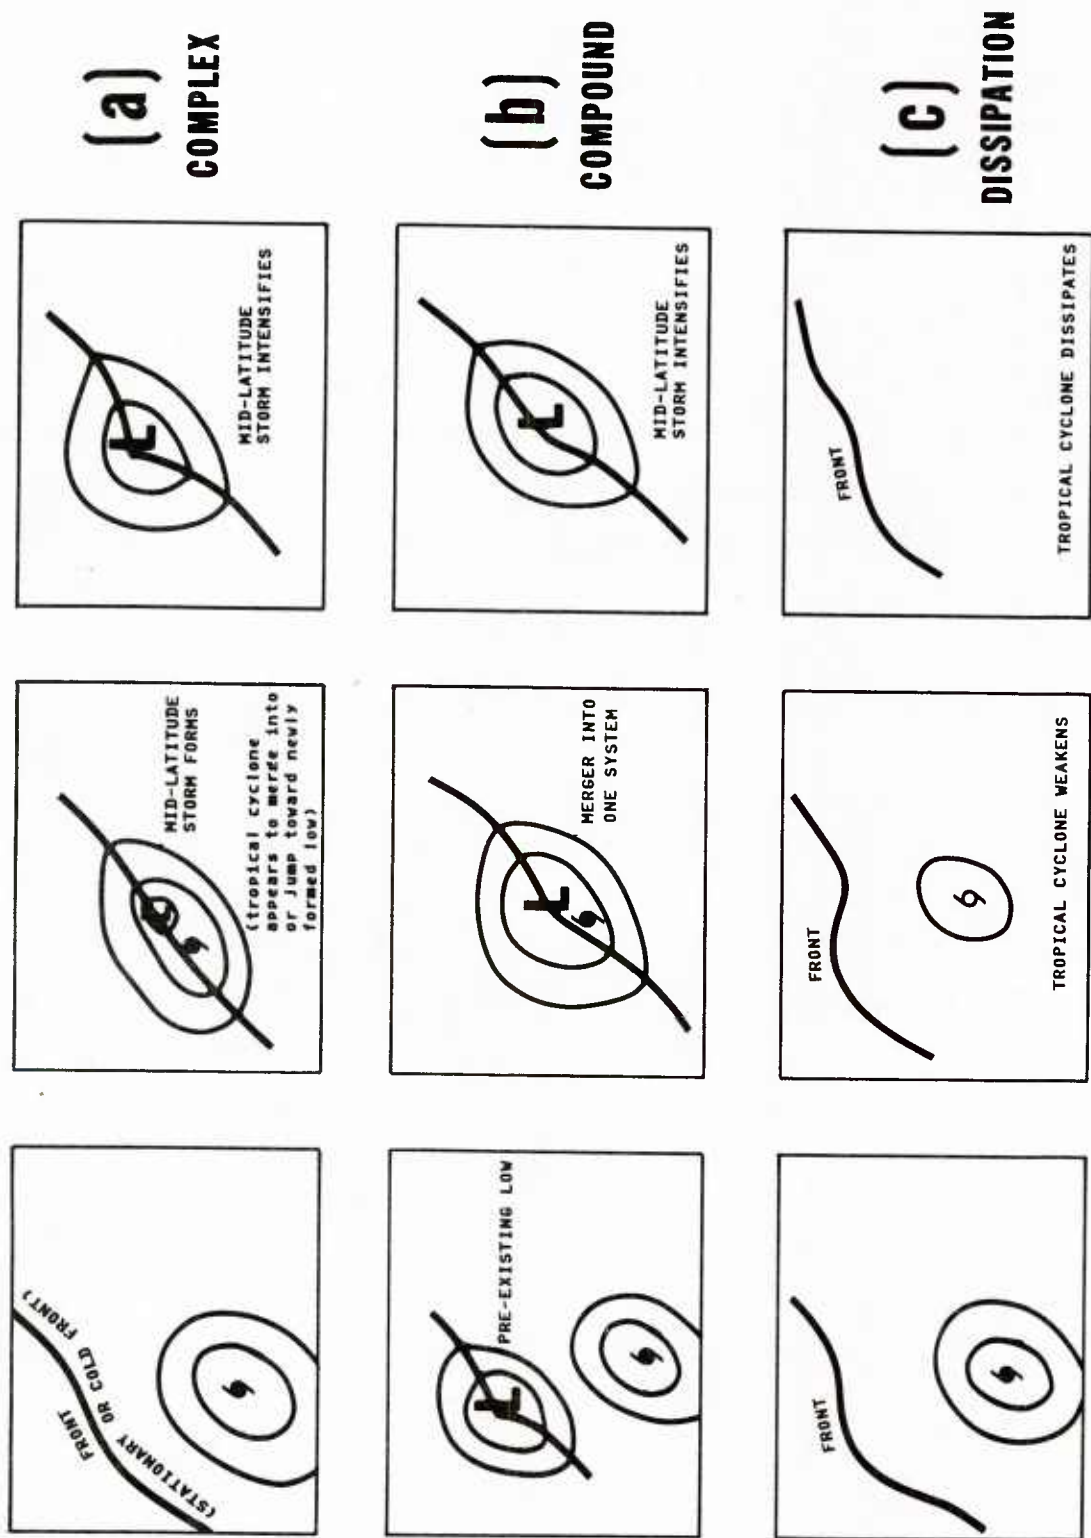 FRONT
(STATIONARY OR COLD FRONT)
L
MID-LATITUDE
STORM FORMS
(tropical cyclone
appears to merge into
or jump toward newly
formed low)
L
MID-LATITUDE
STORM INTENSIFIES
(a)
COMPLEX
L
PRE-EXISTING LOW
L
MERGER INTO
ONE SYSTEM
L
MID-LATITUDE
STORM INTENSIFIES
(b)
COMPOUND
FRONT
FRONT
TROPICAL CYCLONE WEAKENS
FRONT
TROPICAL CYCLONE DISSIPATES
(c)
DISSIPATION